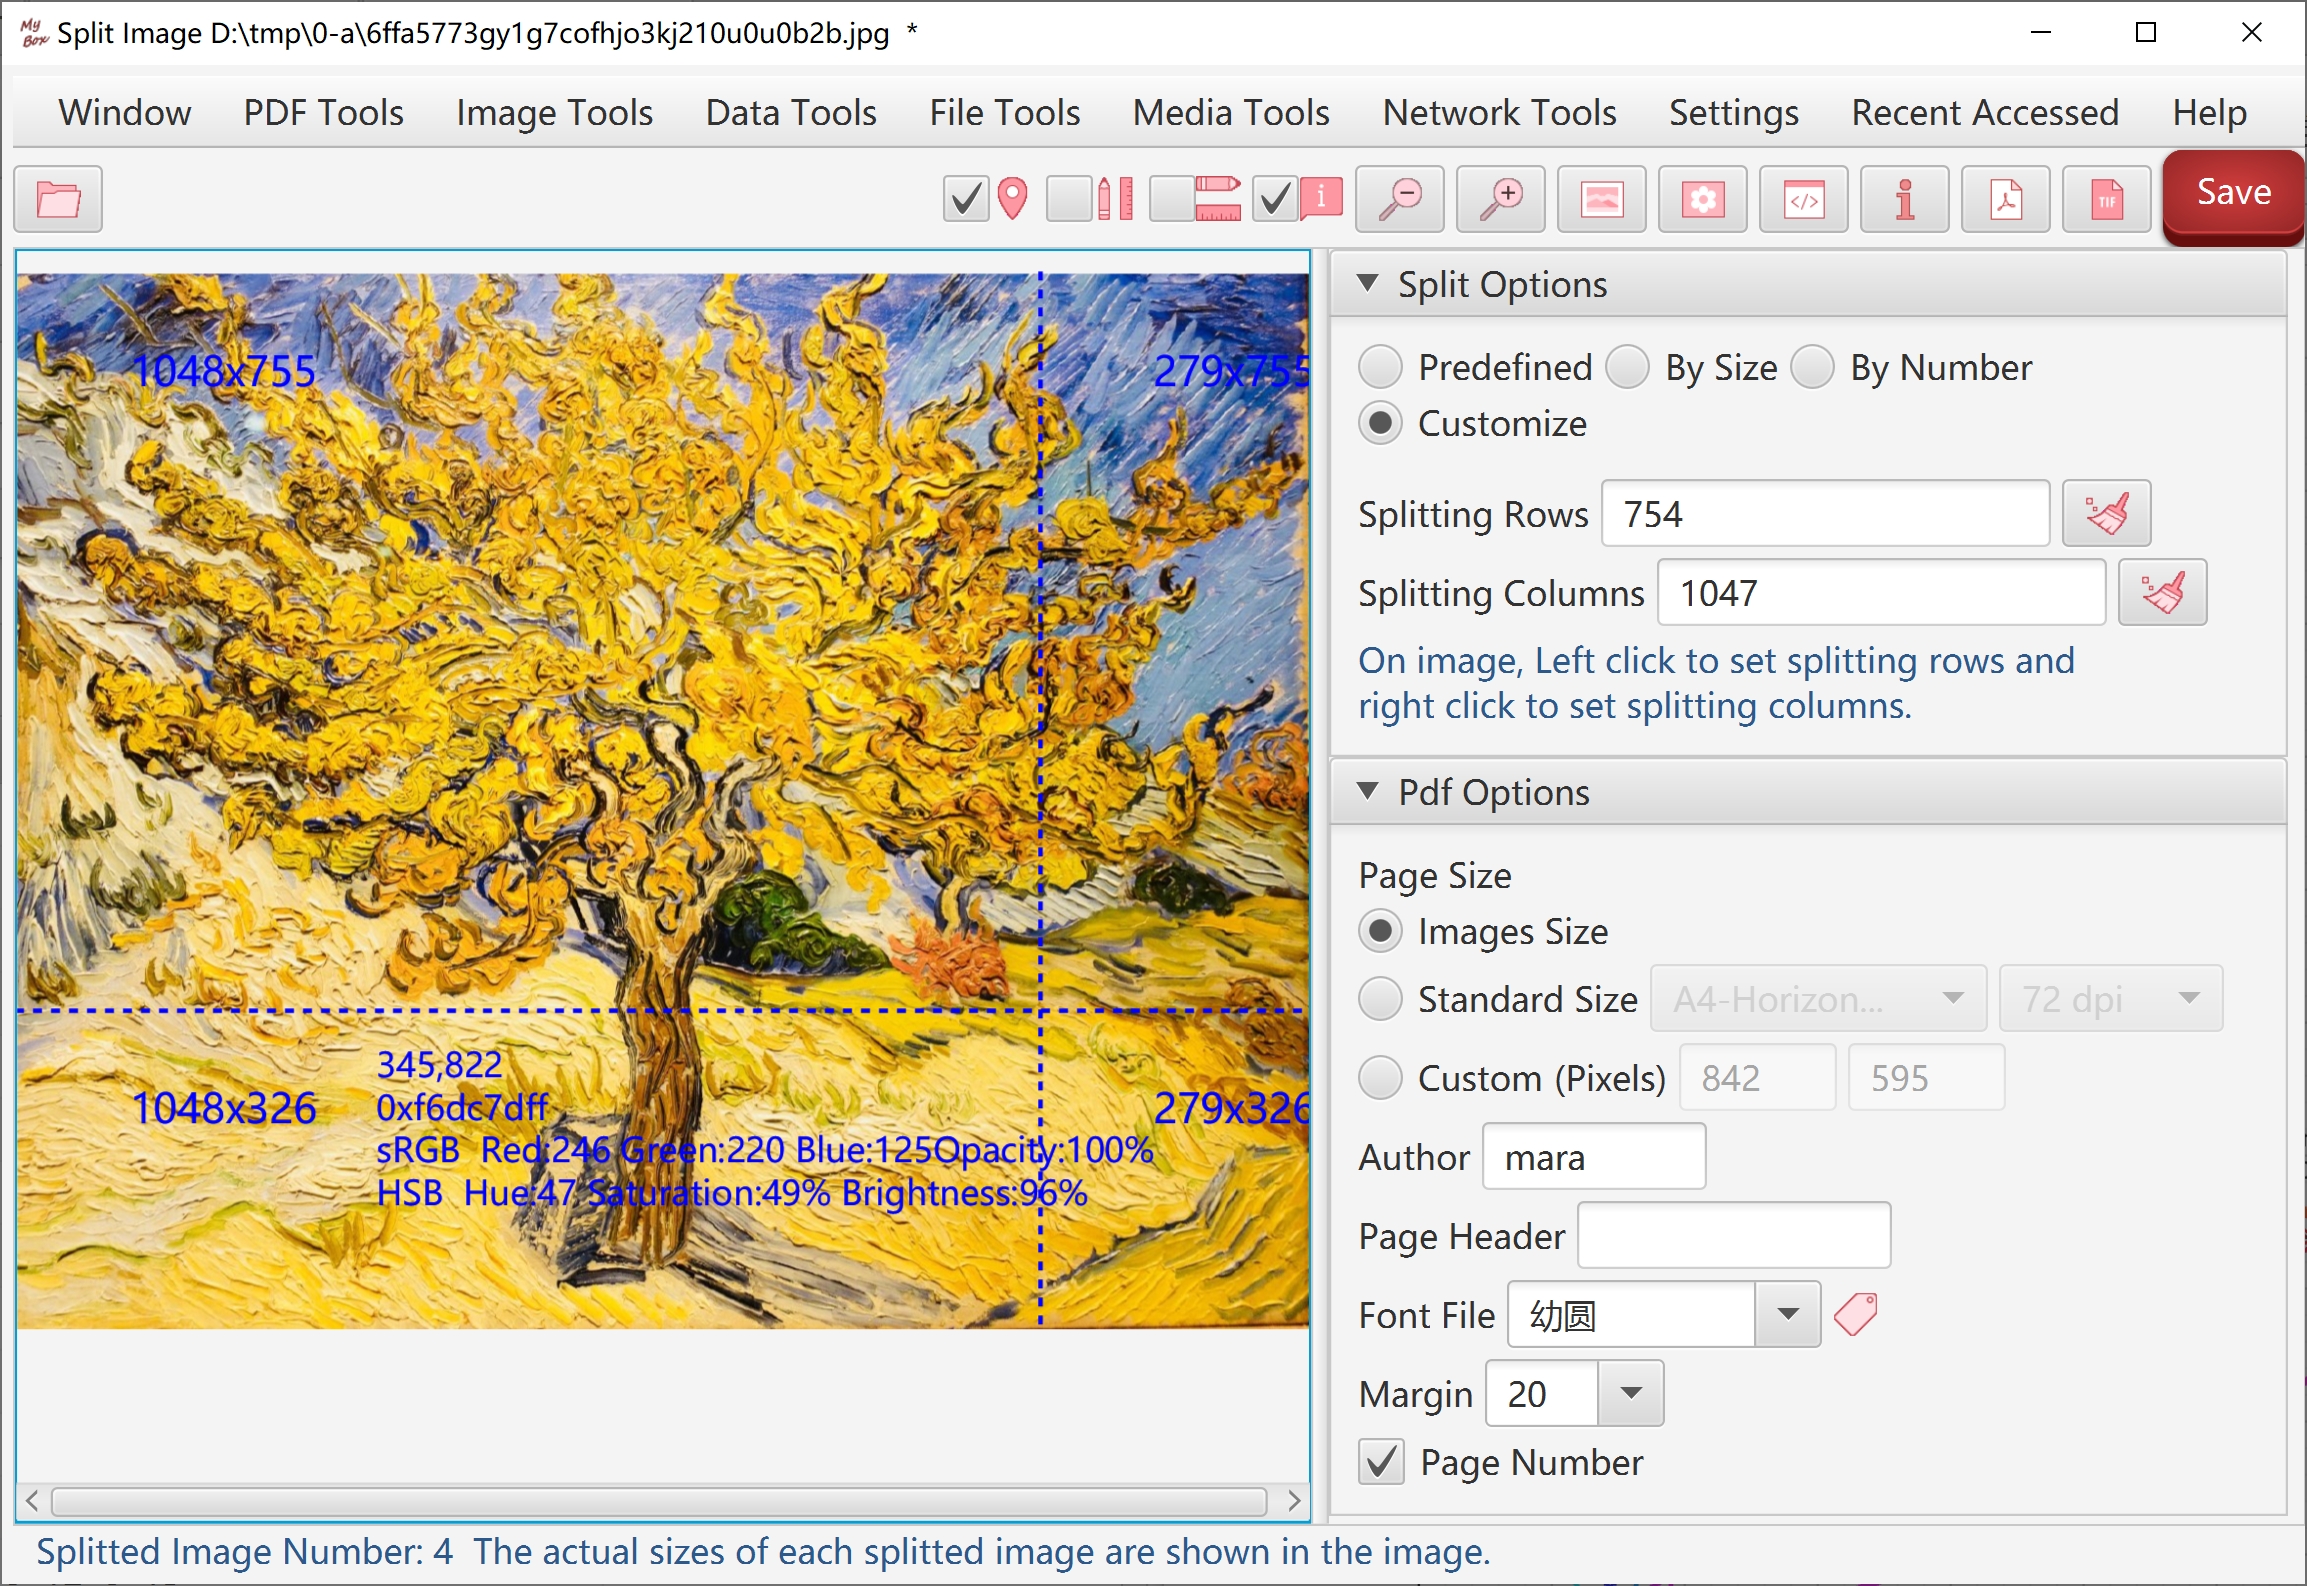 My Box Split Image D:\tmp\0-a\6ffa5773gy1g7cofhjo3kj210u0u0b2b.jpg *
Window PDF Tools Image Tools Data Tools File Tools Media Tools Network Tools Settings Recent Accessed Help
i </> i TIF Save
Split Options
Predefined By Size By Number
Customize
Splitting Rows 754
Splitting Columns 1047
On image, Left click to set splitting rows and
right click to set splitting columns.
Pdf Options
Page Size
Images Size
Standard Size A4-Horizon... 72 dpi
Custom (Pixels) 842 595
Author mara
Page Header
Font File 幼圆
Margin 20
Page Number
1048x755 279x755
345,822
1048x326 0xf6dc7dff 279x326
sRGB Red:246 Green:220 Blue:125Opacity:100%
HSB Hue:47 Saturation:49% Brightness:96%
Splitted Image Number: 4 The actual sizes of each splitted image are shown in the image.